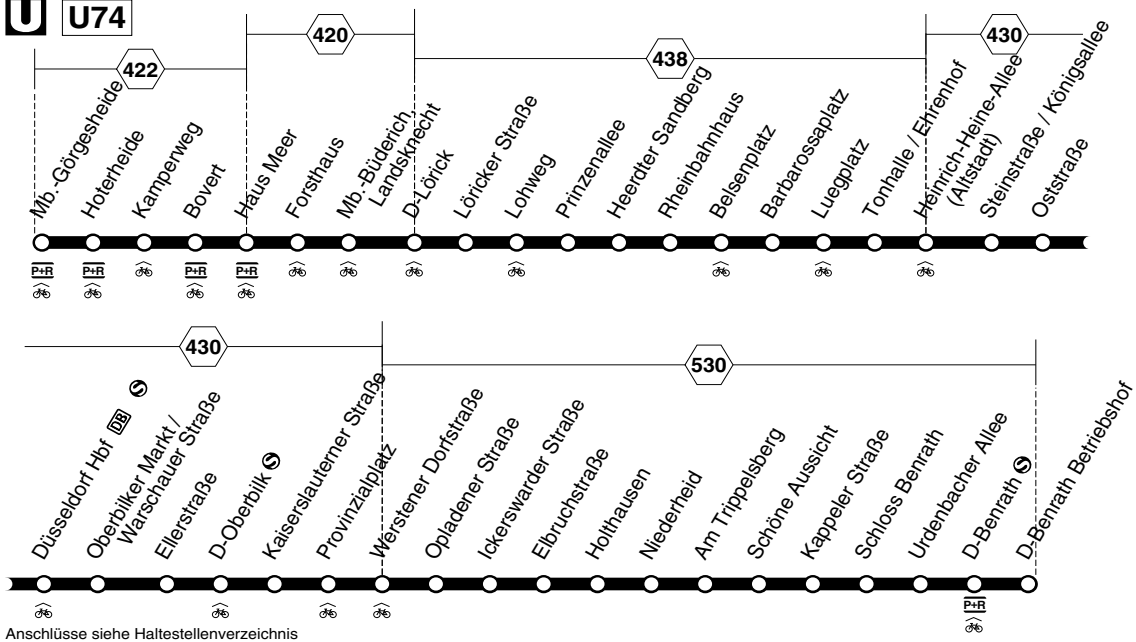 U U74
422
420
438
430
Mb.-Görgesheide
Hoterheide
Kamperweg
Bovert
Haus Meer
Forsthaus
Mb.-Büderich,
Landsknecht
D-Lörick
Löricker Straße
Lohweg
Prinzenallee
Heerdter Sandberg
Rheinbahnhaus
Belsenplatz
Barbarossaplatz
Luegplatz
Tonhalle / Ehrenhof
Heinrich-Heine-Allee
(Altstadt)
Steinstraße / Königsallee
Oststraße
P+R
P+R
P+R
P+R
430
530
Düsseldorf Hbf DB S
Oberbilker Markt /
Warschauer Straße
Ellerstraße
D-Oberbilk S
Kaiserslauterner Straße
Provinzialplatz
Werstener Dorfstraße
Opladener Straße
Ickerswarder Straße
Elbruchstraße
Holthausen
Niederheid
Am Trippelsberg
Schöne Aussicht
Kappeler Straße
Schloss Benrath
Urdenbacher Allee
D-Benrath S
D-Benrath Betriebshof
P+R
Anschlüsse siehe Haltestellenverzeichnis